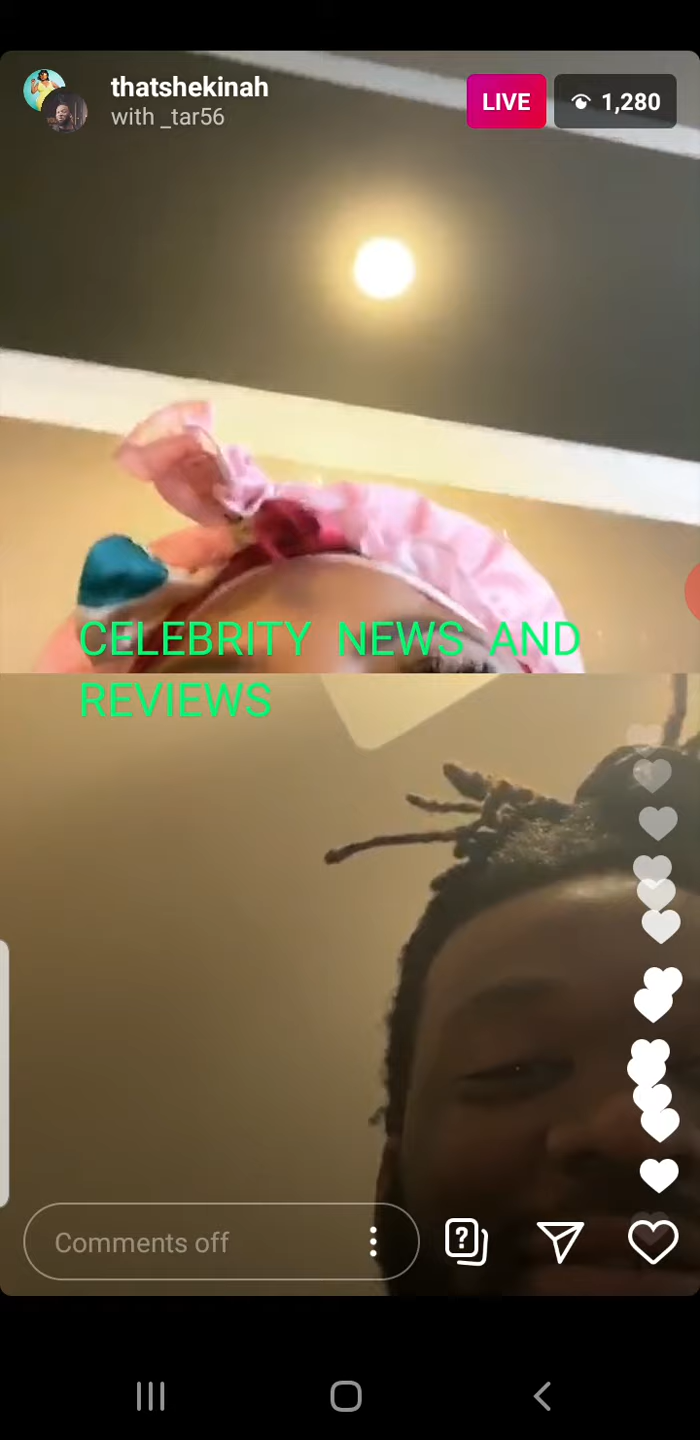 thatshekinah
with _tar56
LIVE
1,280
CELEBRITY NEWS AND
REVIEWS
Comments off
?